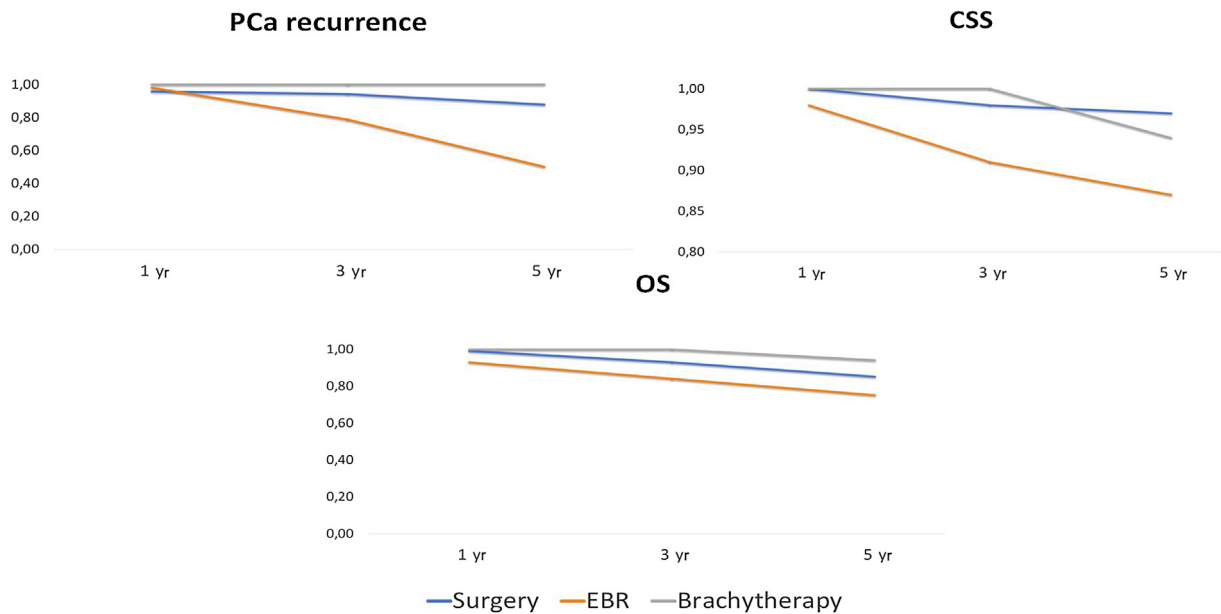 PCa recurrence
1,00
0,80
0,60
0,40
0,20
0,00
1 yr
3 yr
5 yr
CSS
1,00
0,95
0,90
0,85
0,80
1 yr
3 yr
5 yr
OS
1,00
0,80
0,60
0,40
0,20
0,00
1 yr
3 yr
5 yr
Surgery EBR Brachytherapy